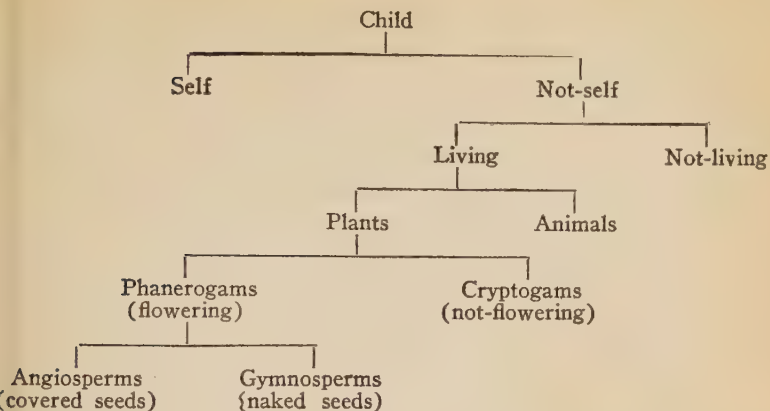 Child
Self Not-self
Living Not-living
Plants Animals
Phanerogams Cryptogams
(flowering) (not-flowering)
Angiosperms Gymnosperms
(covered seeds) {naked seeds)